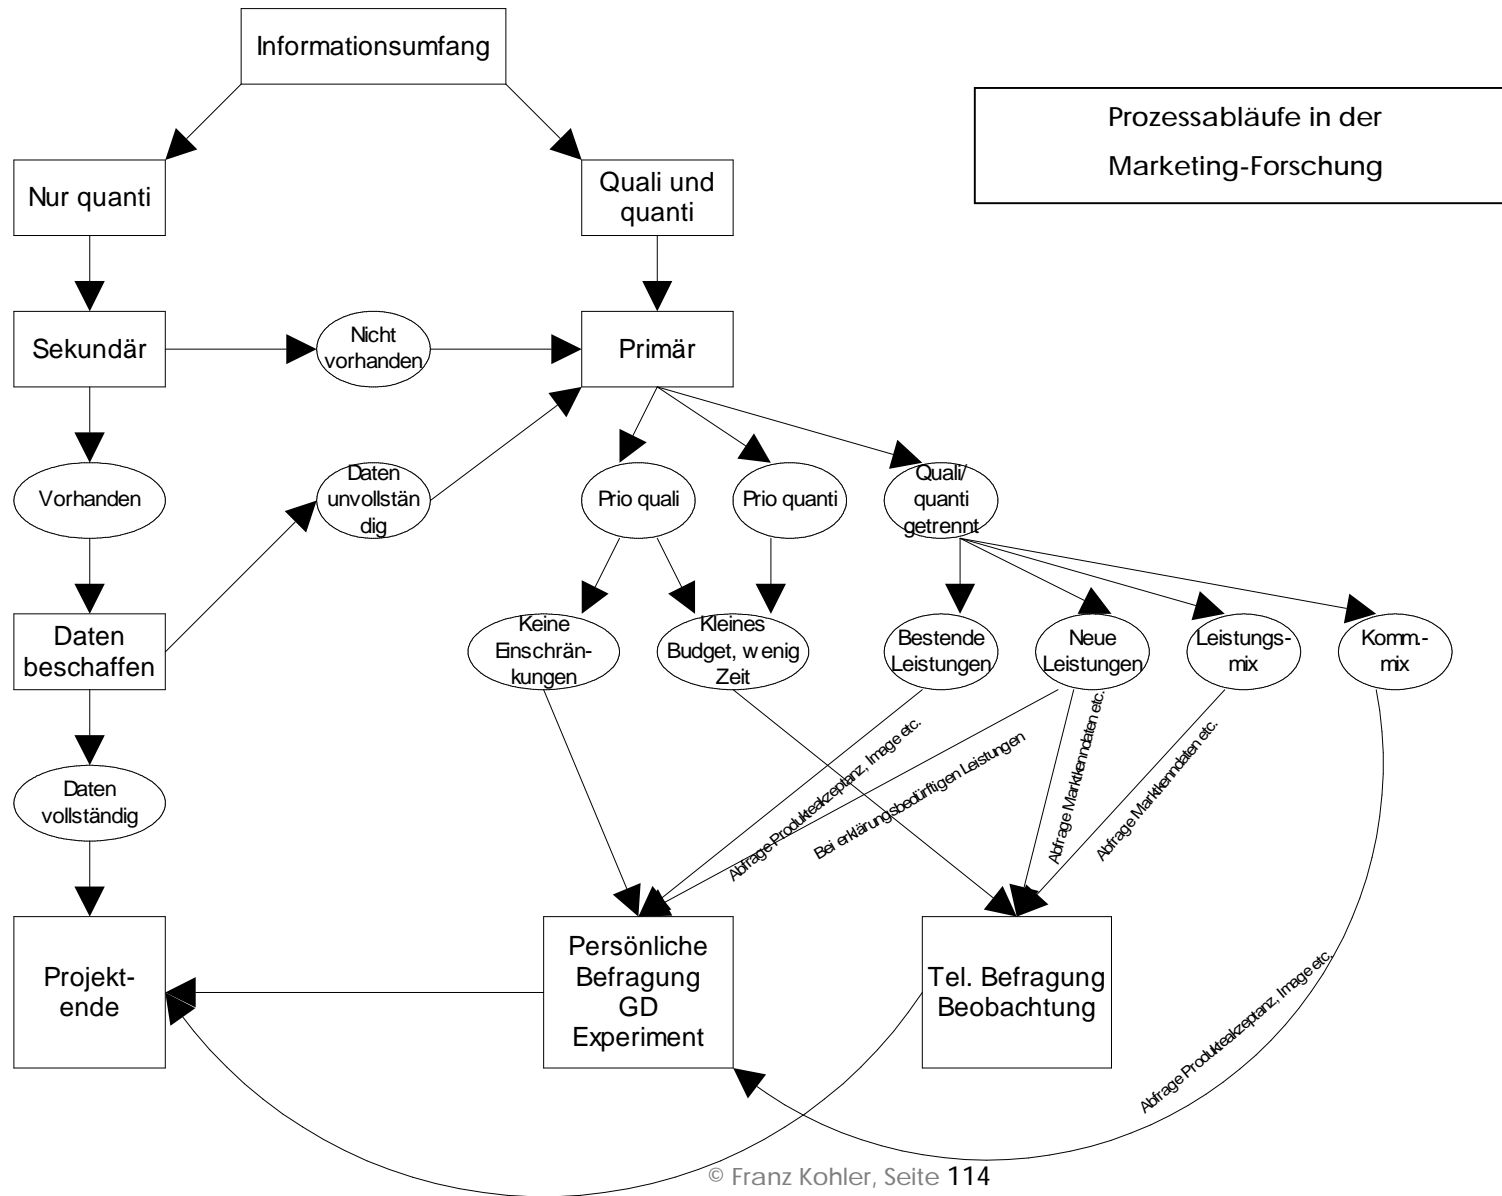 Informationsumfang
Prozessabläufe in der
Marketing-Forschung
Nur quanti
Quali und
quanti
Sekundär
Nicht
vorhanden
Primär
Vorhanden
Daten
unvollstän
dig
Prio quali
Prio quanti
Quali/
quanti
getrennt
Daten
beschaffen
Keine
Einschrän-
kungen
Kleines
Budget, wenig
Zeit
Bestende
Leistungen
Neue
Leistungen
Leistungs-
mix
Komm.-
mix
Daten
vollständig
Abfrage Produkteakzeptanz, Image etc.
Bei erklärungsbedürftigen Leistungen
Abfrage Marktkenndaten etc.
Abfrage Marktkenndaten etc.
Abfrage Produkteakzeptanz, Image etc.
Projekt-
ende
Persönliche
Befragung
GD
Experiment
Tel. Befragung
Beobachtung
© Franz Kohler, Seite 114